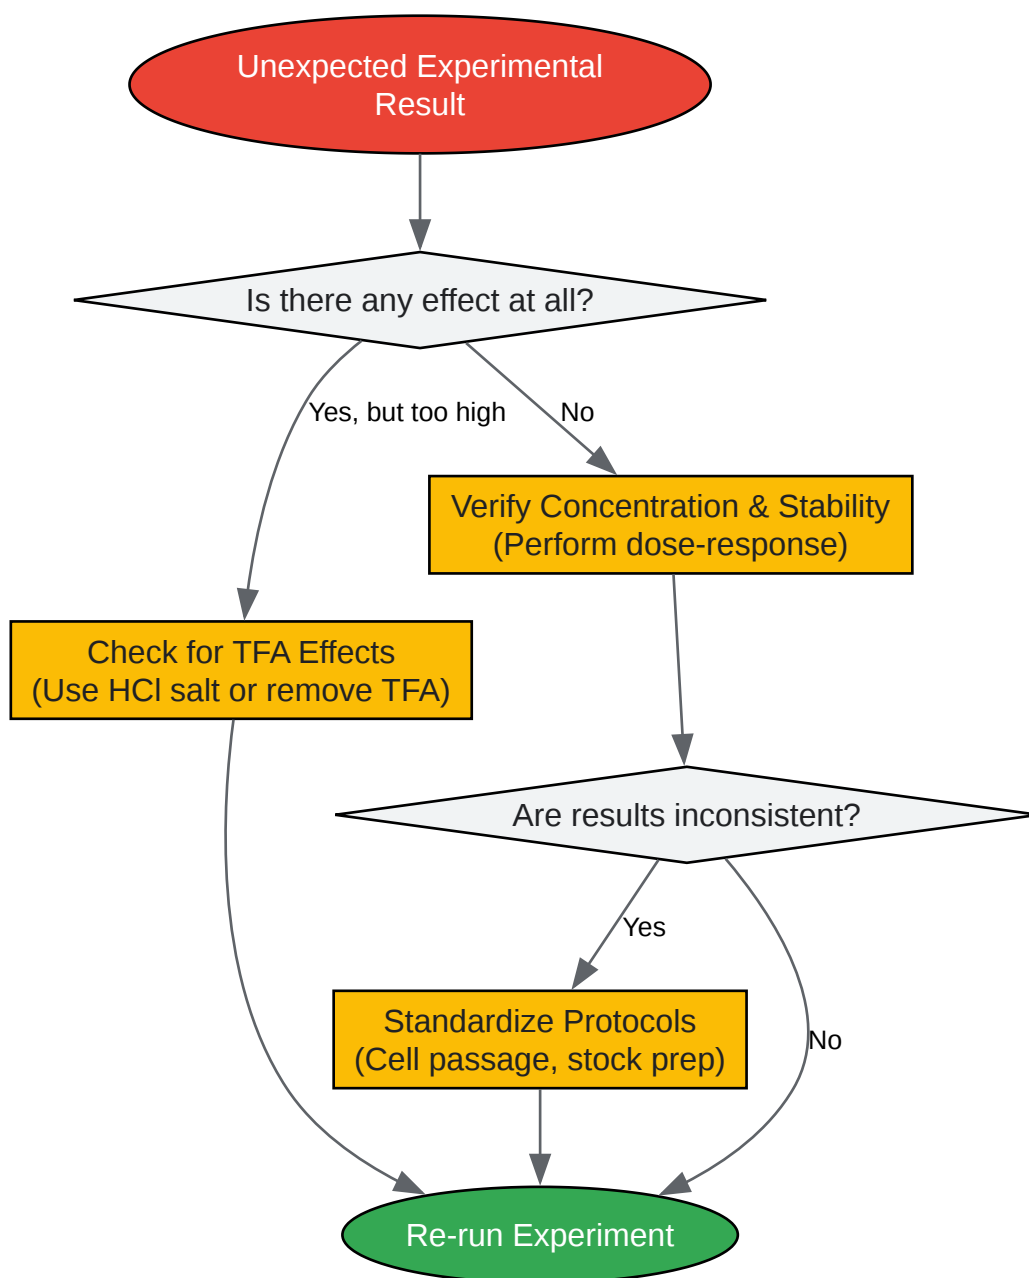 Unexpected Experimental
Result
Is there any effect at all?
Yes, but too high
No
Verify Concentration & Stability
(Perform dose-response)
Check for TFA Effects
(Use HCl salt or remove TFA)
Are results inconsistent?
Yes
Standardize Protocols
(Cell passage, stock prep)
No
Re-run Experiment